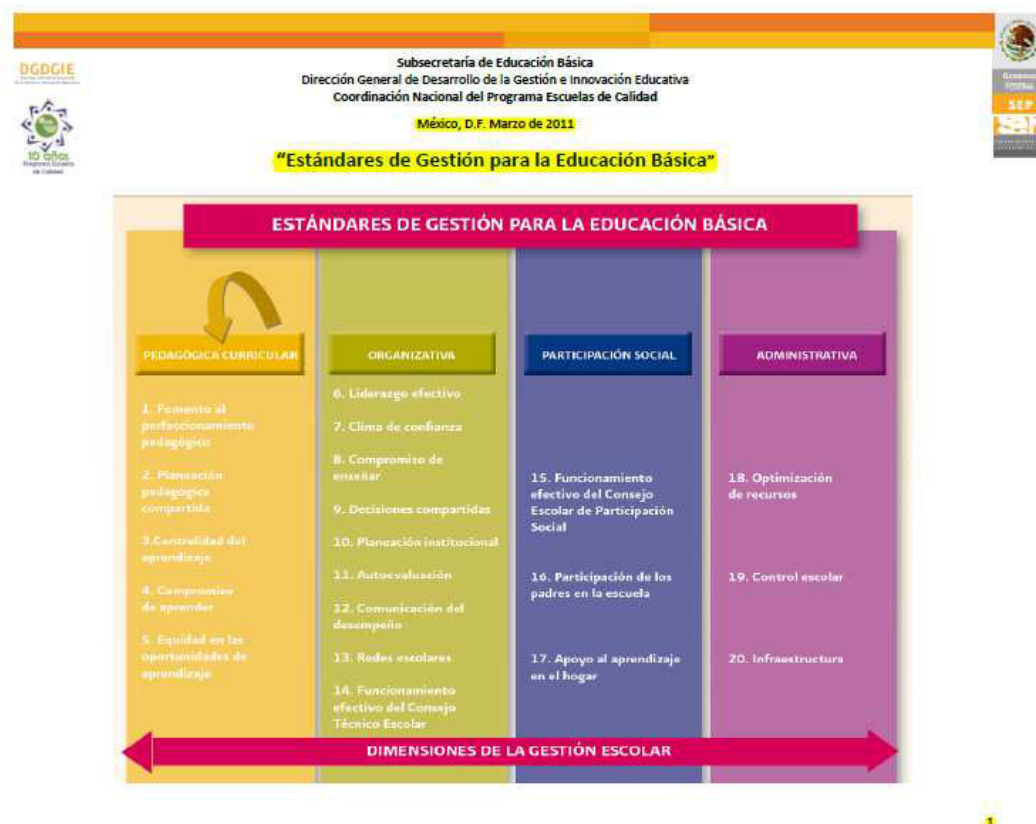 DGDGIE
10 años
Subsecretaría de Educación Básica
Dirección General de Desarrollo de la Gestión e Innovación Educativa
Coordinación Nacional del Programa Escuelas de Calidad
México, D.F. Marzo de 2011
"Estándares de Gestión para la Educación Básica"
SEP
ESTÁNDARES DE GESTIÓN PARA LA EDUCACIÓN BÁSICA
PEDAGÓGICA CURRICULAR
1. Fomento al
perfeccionamiento
pedagógico
2. Planeación
pedagógica
compartida
3.Centralidad del
aprendizaje
4. Compromiso
de aprender
5. Equidad en las
oportunidades de
aprendizaje
ORGANIZATIVA
6. Liderazgo efectivo
7. Clima de confianza
8. Compromiso de
enseñar
9. Decisiones compartidas
10. Planeación institucional
11. Autoevaluación
12. Comunicación del
desempeño
13. Redes escolares
14. Funcionamiento
efectivo del Consejo
Técnico Escolar
PARTICIPACIÓN SOCIAL
15. Funcionamiento
efectivo del Consejo
Escolar de Participación
Social
16. Participación de los
padres en la escuela
17. Apoyo al aprendizaje
en el hogar
ADMINISTRATIVA
18. Optimización
de recursos
19. Control escolar
20. Infraestructura
DIMENSIONES DE LA GESTIÓN ESCOLAR
1